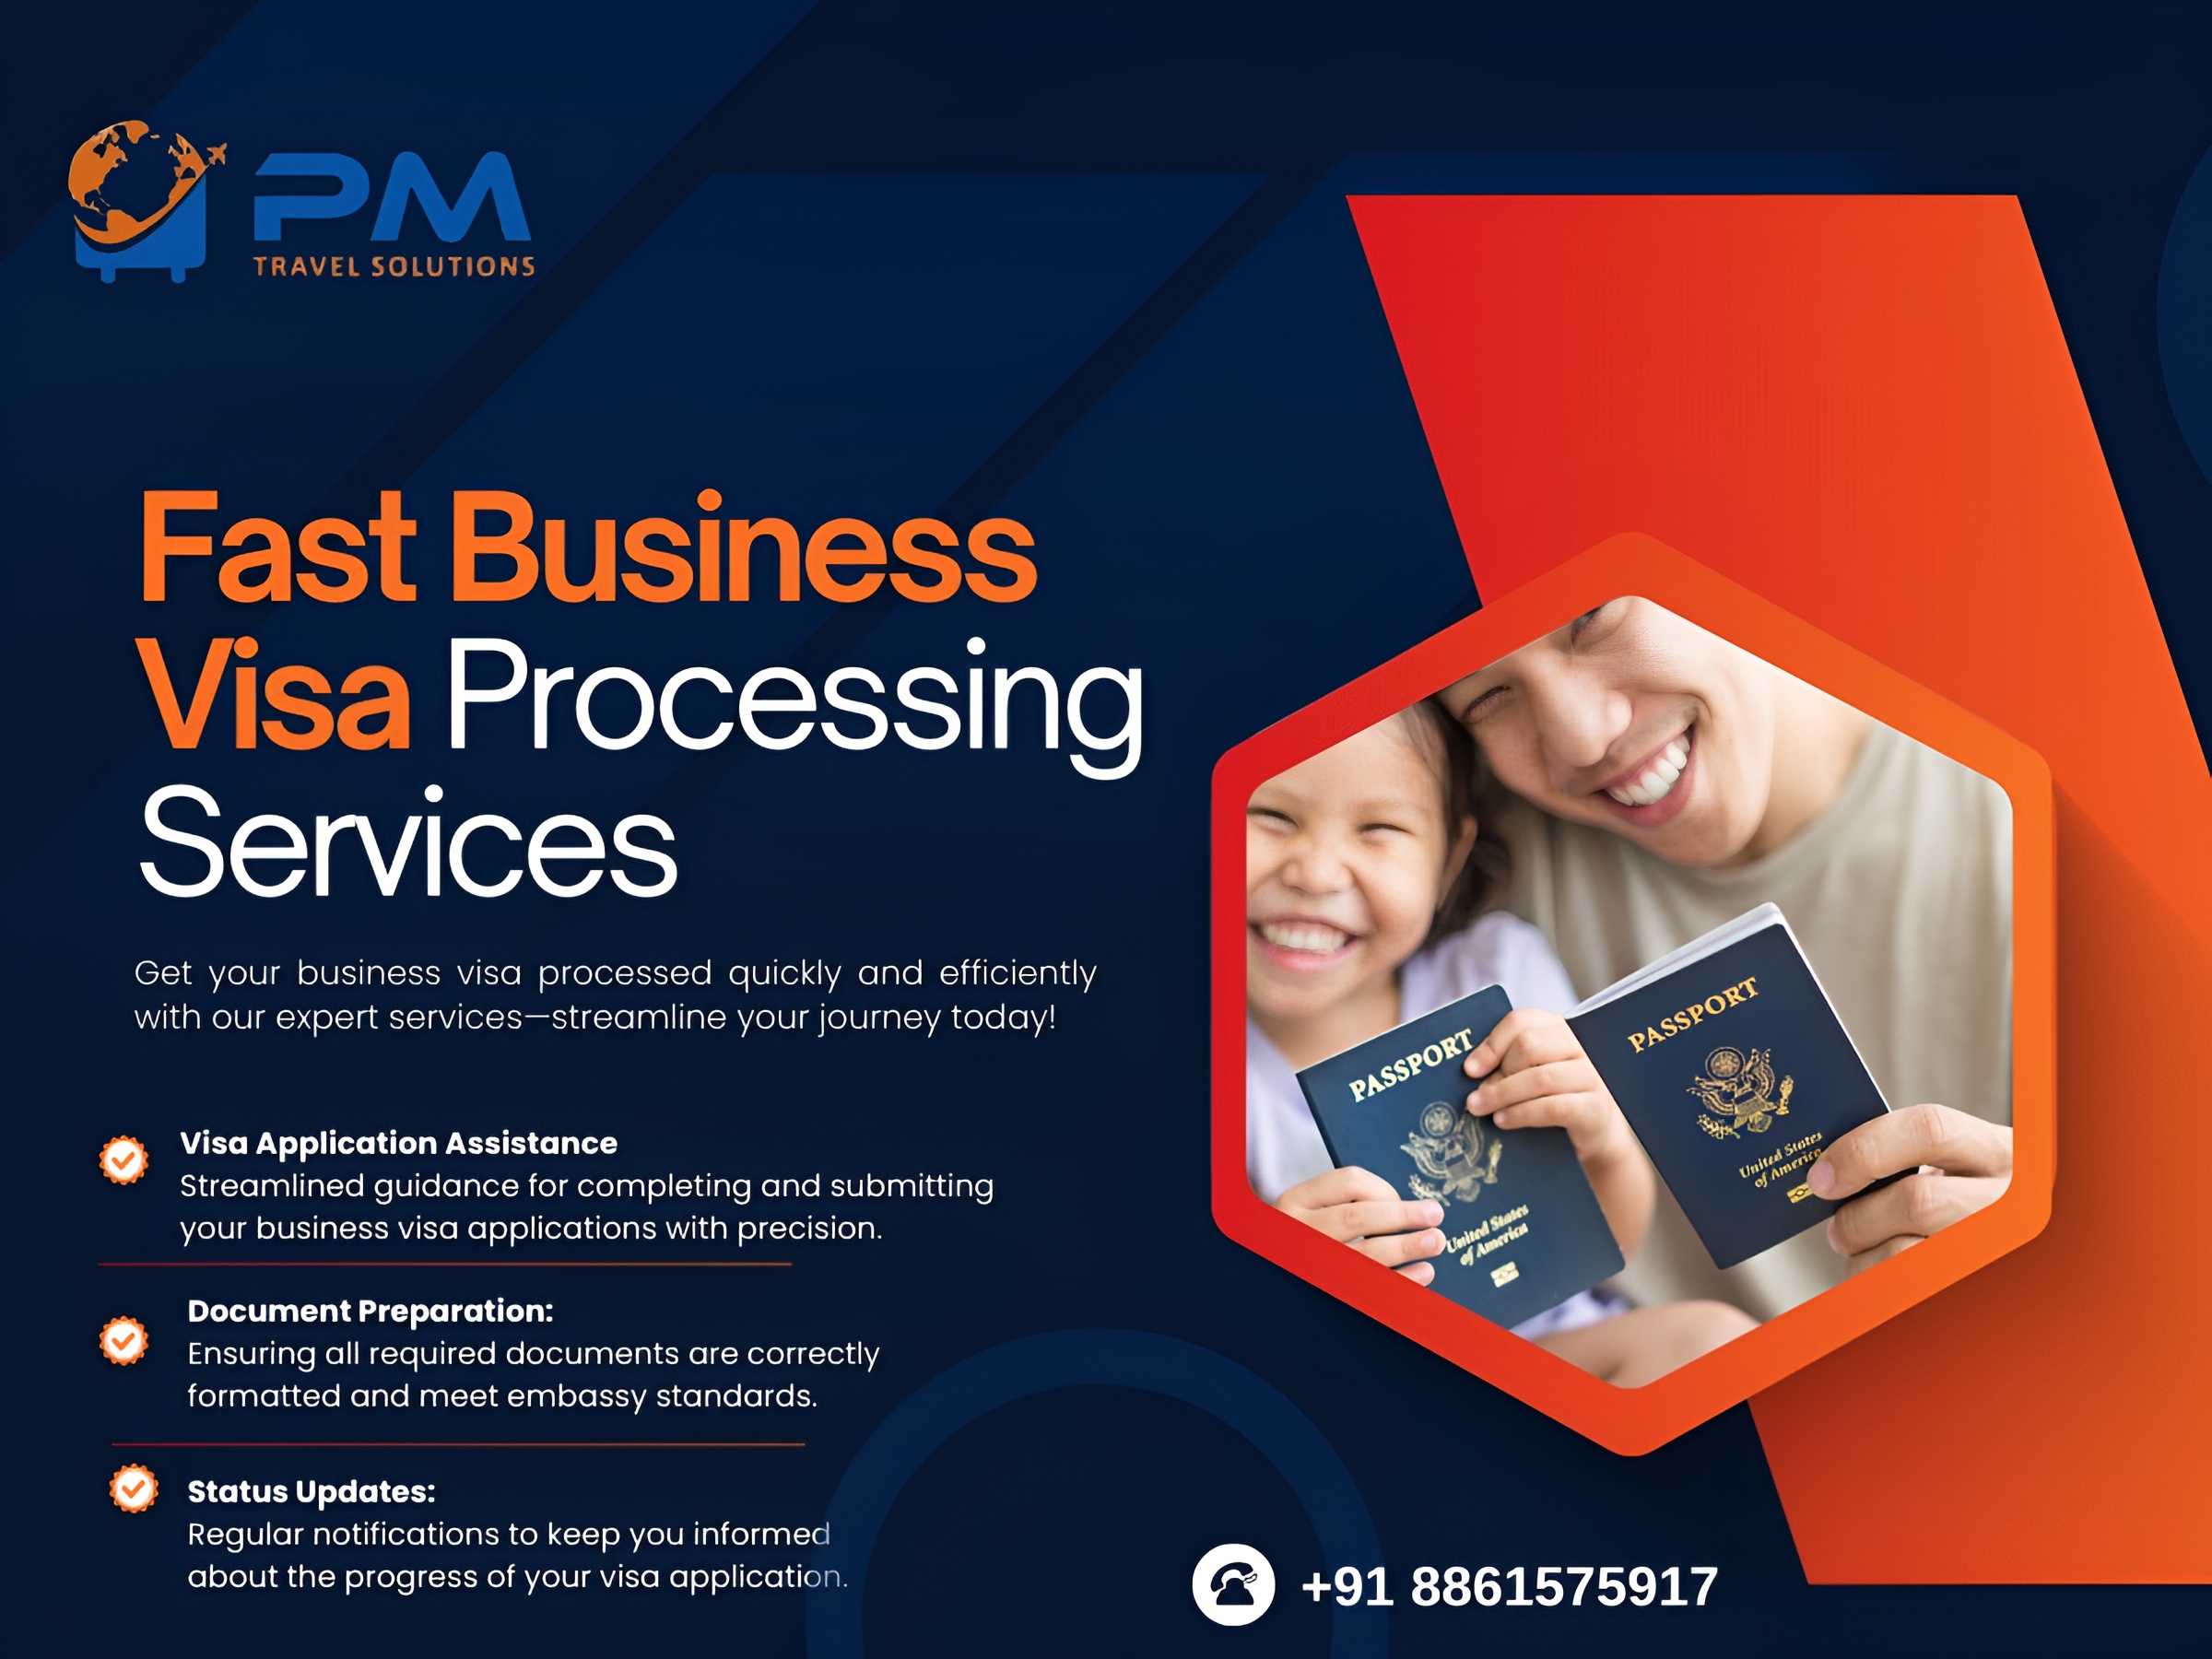 PM
TRAVEL SOLUTIONS
Fast Business
Visa Processing
Services
Get your business visa processed quickly and efficiently
with our expert services—streamline your journey today!
Visa Application Assistance
Streamlined guidance for completing and submitting
your business visa applications with precision.
Document Preparation:
Ensuring all required documents are correctly
formatted and meet embassy standards.
Status Updates:
Regular notifications to keep you informed
about the progress of your visa application.
PASSPORT
United States
of America
PASSPORT
United States
of America
+91 8861575917